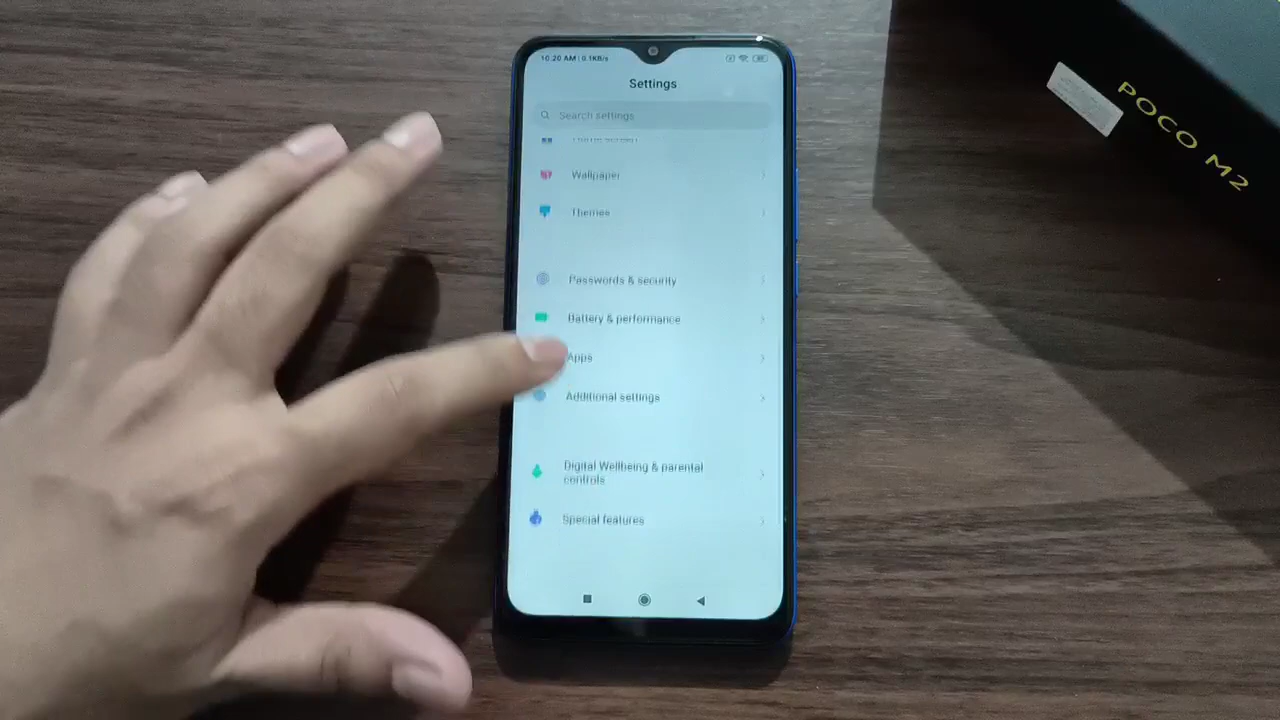 10:20 AM | 0.1KB/s
Settings
Search settings
Wallpaper
Themes
Passwords & security
Battery & performance
Apps
Additional settings
Digital Wellbeing & parental
controls
Special features
POCO M2